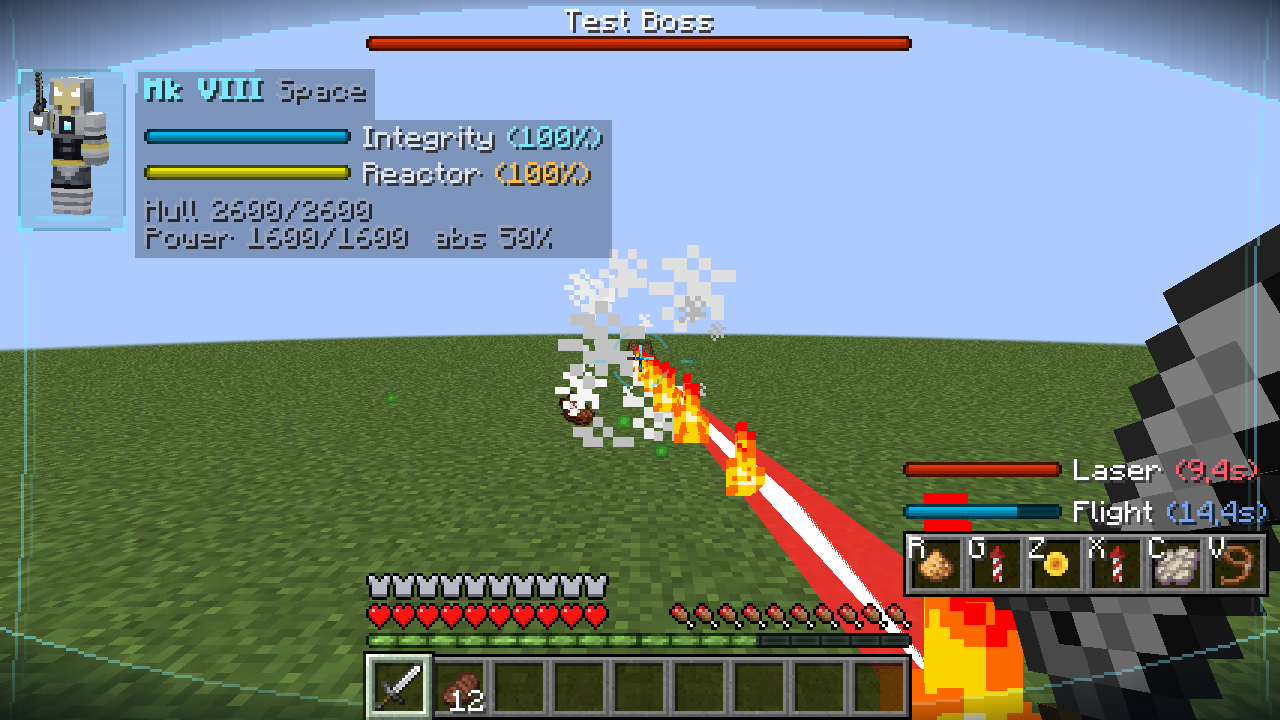 Test Boss
Mk VIII Space
Integrity (100%)
Reactor (100%)
Hull 2600/2600
Power 1600/1600 abs 50%
Laser (9,4s)
Flight (14,4s)
R G Z X C V
12